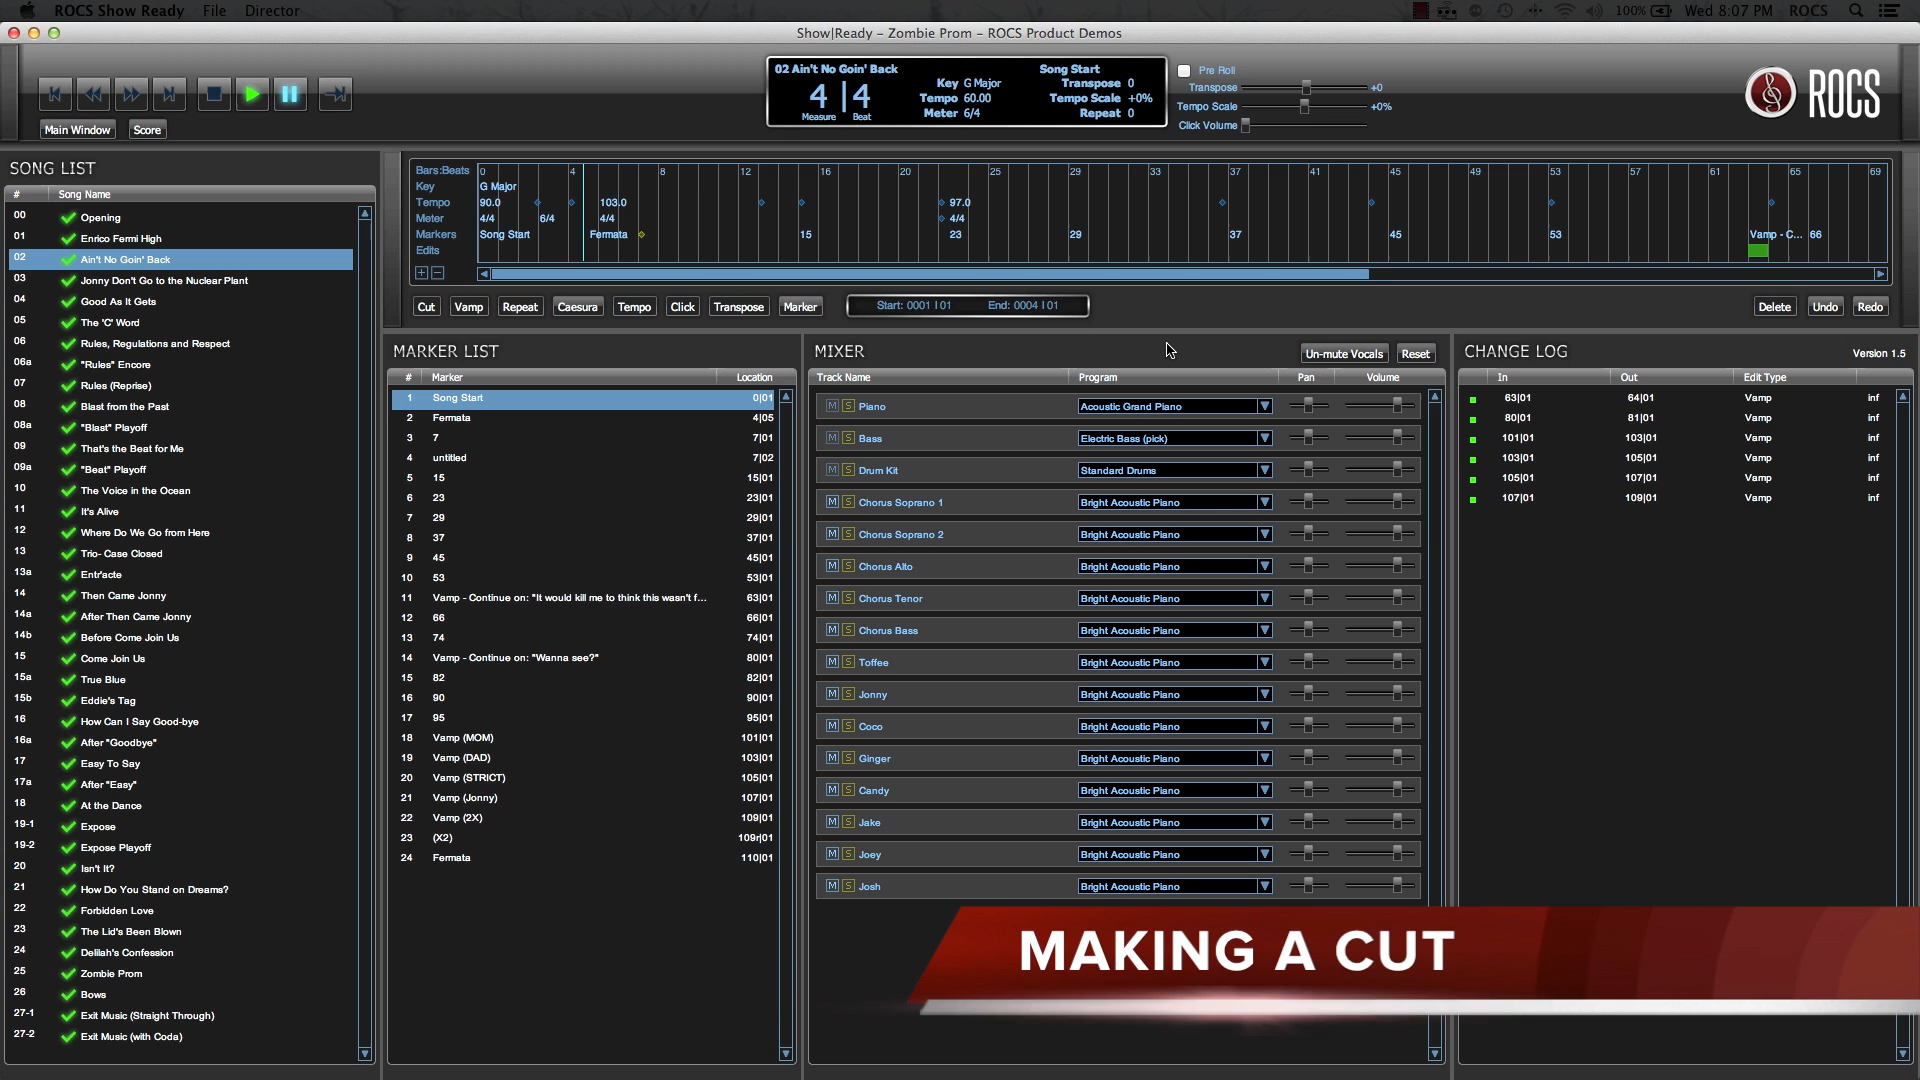 ROCS Show Ready File Director 100% Wed 8:07 PM ROCS
Show|Ready – Zombie Prom – ROCS Product Demos
02 Ain't No Goin' Back Song Start
4 | 4
Measure Beat
Key G Major
Tempo 60.00
Meter 6/4
Transpose 0
Tempo Scale +0%
Repeat 0
Pre Roll
Transpose +0
Tempo Scale +0%
Click Volume
ROCS
Main Window Score
SONG LIST
# Song Name
00 Opening
01 Enrico Fermi High
02 Ain't No Goin' Back
03 Jonny Don't Go to the Nuclear Plant
04 Good As It Gets
05 The 'C' Word
06 Rules, Regulations and Respect
06a "Rules" Encore
07 Rules (Reprise)
08 Blast from the Past
08a "Blast" Playoff
09 That's the Beat for Me
09a "Beat" Playoff
10 The Voice in the Ocean
11 It's Alive
12 Where Do We Go from Here
13 Trio- Case Closed
13a Entr'acte
14 Then Came Jonny
14a After Then Came Jonny
14b Before Come Join Us
15 Come Join Us
15a True Blue
15b Eddie's Tag
16 How Can I Say Good-bye
16a After "Goodbye"
17 Easy To Say
17a After "Easy"
18 At the Dance
19-1 Expose
19-2 Expose Playoff
20 Isn't It?
21 How Do You Stand on Dreams?
22 Forbidden Love
23 The Lid's Been Blown
24 Delilah's Confession
25 Zombie Prom
26 Bows
27-1 Exit Music (Straight Through)
27-2 Exit Music (with Coda)
Bars:Beats 0 4 8 12 16 20 25 29 33 37 41 45 49 53 57 61 65 69
Key G Major
Tempo 90.0 103.0 97.0
Meter 4/4 6/4 4/4 4/4
Markers Song Start Fermata 15 23 29 37 45 53 Vamp - C... 66
Edits
Cut Vamp Repeat Caesura Tempo Click Transpose Marker Start: 0001 | 01 End: 0004 | 01 Delete Undo Redo
MARKER LIST
# Marker Location
1 Song Start 0|01
2 Fermata 4|05
3 7 7|01
4 untitled 7|02
5 15 15|01
6 23 23|01
7 29 29|01
8 37 37|01
9 45 45|01
10 53 53|01
11 Vamp - Continue on: "It would kill me to think this wasn't f... 63|01
12 66 66|01
13 74 74|01
14 Vamp - Continue on: "Wanna see?" 80|01
15 82 82|01
16 90 90|01
17 95 95|01
18 Vamp (MOM) 101|01
19 Vamp (DAD) 103|01
20 Vamp (STRICT) 105|01
21 Vamp (Jonny) 107|01
22 Vamp (2X) 109|01
23 (X2) 109r|01
24 Fermata 110|01
MIXER Un-mute Vocals Reset
Track Name Program Pan Volume
M S Piano Acoustic Grand Piano
M S Bass Electric Bass (pick)
M S Drum Kit Standard Drums
M S Chorus Soprano 1 Bright Acoustic Piano
M S Chorus Soprano 2 Bright Acoustic Piano
M S Chorus Alto Bright Acoustic Piano
M S Chorus Tenor Bright Acoustic Piano
M S Chorus Bass Bright Acoustic Piano
M S Toffee Bright Acoustic Piano
M S Jonny Bright Acoustic Piano
M S Coco Bright Acoustic Piano
M S Ginger Bright Acoustic Piano
M S Candy Bright Acoustic Piano
M S Jake Bright Acoustic Piano
M S Joey Bright Acoustic Piano
M S Josh Bright Acoustic Piano
CHANGE LOG Version 1.5
In Out Edit Type
63|01 64|01 Vamp inf
80|01 81|01 Vamp inf
101|01 103|01 Vamp inf
103|01 105|01 Vamp inf
105|01 107|01 Vamp inf
107|01 109|01 Vamp inf
MAKING A CUT